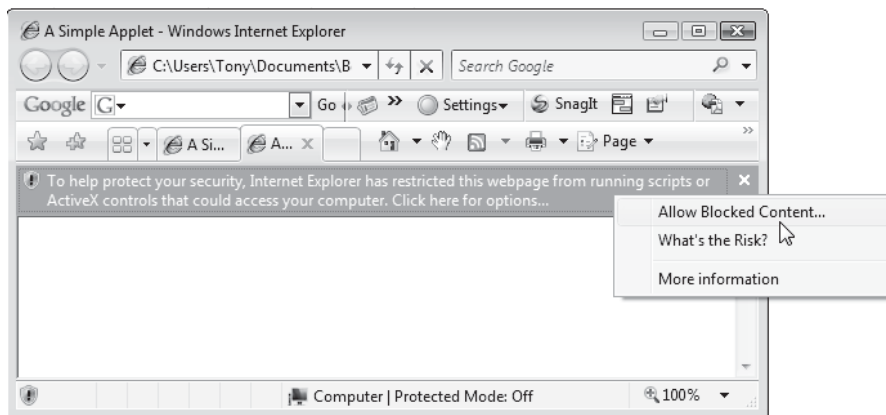 A Simple Applet - Windows Internet Explorer
C:\Users\Tony\Documents\B
Search Google
Google G Go » Settings SnagIt
A Si... A... Page »
To help protect your security, Internet Explorer has restricted this webpage from running scripts or
ActiveX controls that could access your computer. Click here for options...
Allow Blocked Content...
What's the Risk?
More information
Computer | Protected Mode: Off 100%